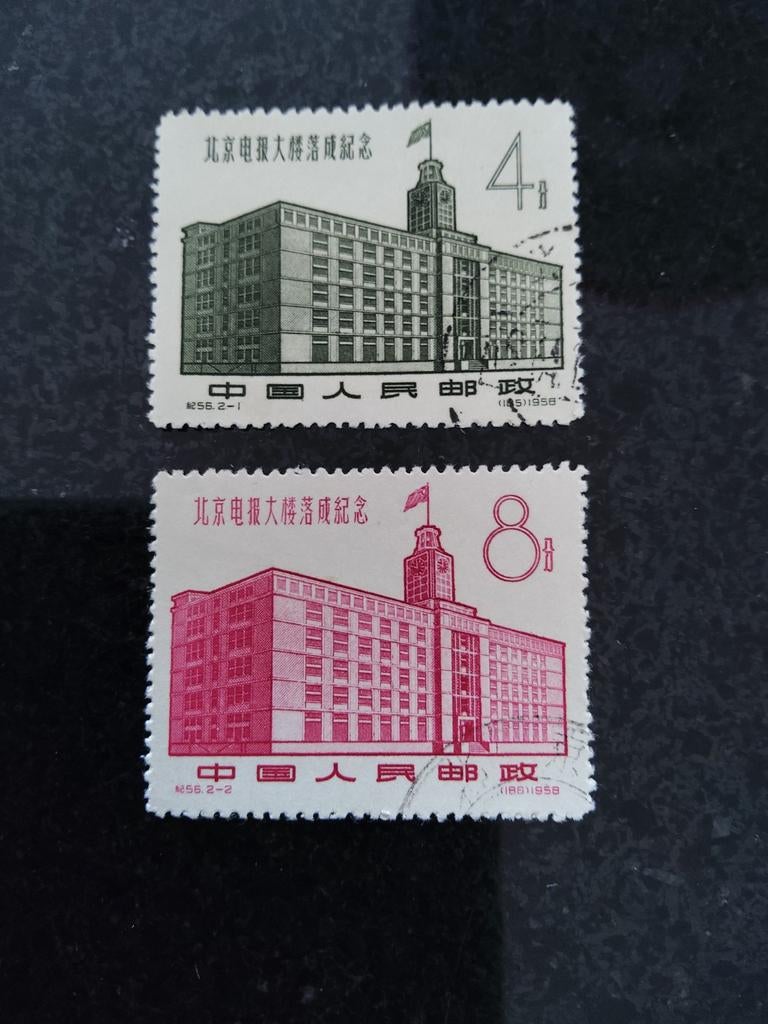 北京电报大楼落成紀念
4分
中国人民邮政
紀56.2-1
(185)1958
北京电报大楼落成紀念
8分
中国人民邮政
紀56.2-2
(186)1958